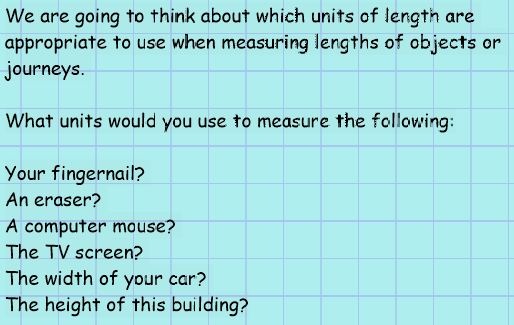 We are going to think about which units of length are
appropriate to use when measuring lengths of objects or
journeys.
What units would you use to measure the following:
Your fingernail?
An eraser?
A computer mouse?
The TV screen?
The width of your car?
The height of this building?